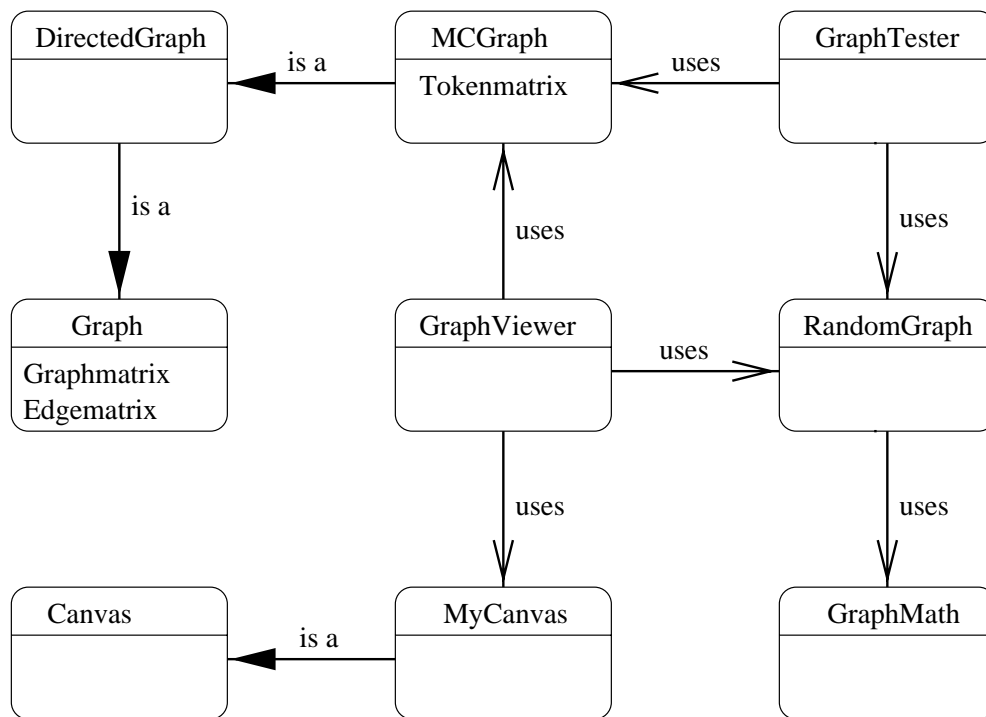 DirectedGraph
is a
MCGraph
Tokenmatrix
uses
GraphTester
is a
uses
uses
Graph
Graphmatrix
Edgematrix
GraphViewer
uses
RandomGraph
uses
uses
Canvas
is a
MyCanvas
GraphMath